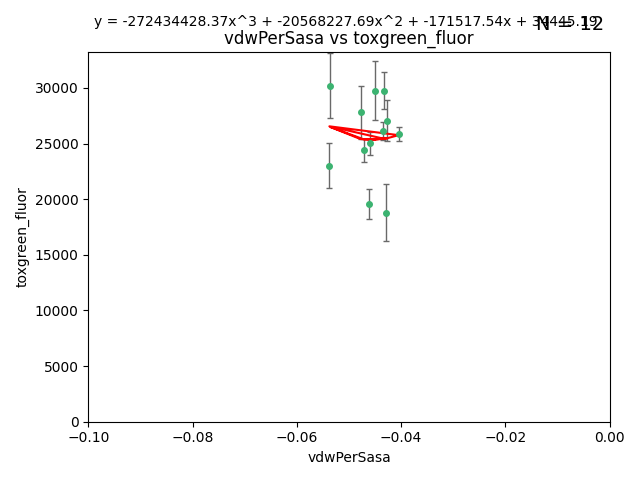 y = -272434428.37x^3 + -20568227.69x^2 + -171517.54x +
N = 12
vdwPerSasa vs toxgreen_fluor
30000
25000
20000
15000
10000
5000
0
toxgreen_fluor
−0.10
−0.08
−0.06
−0.04
−0.02
0.00
vdwPerSasa